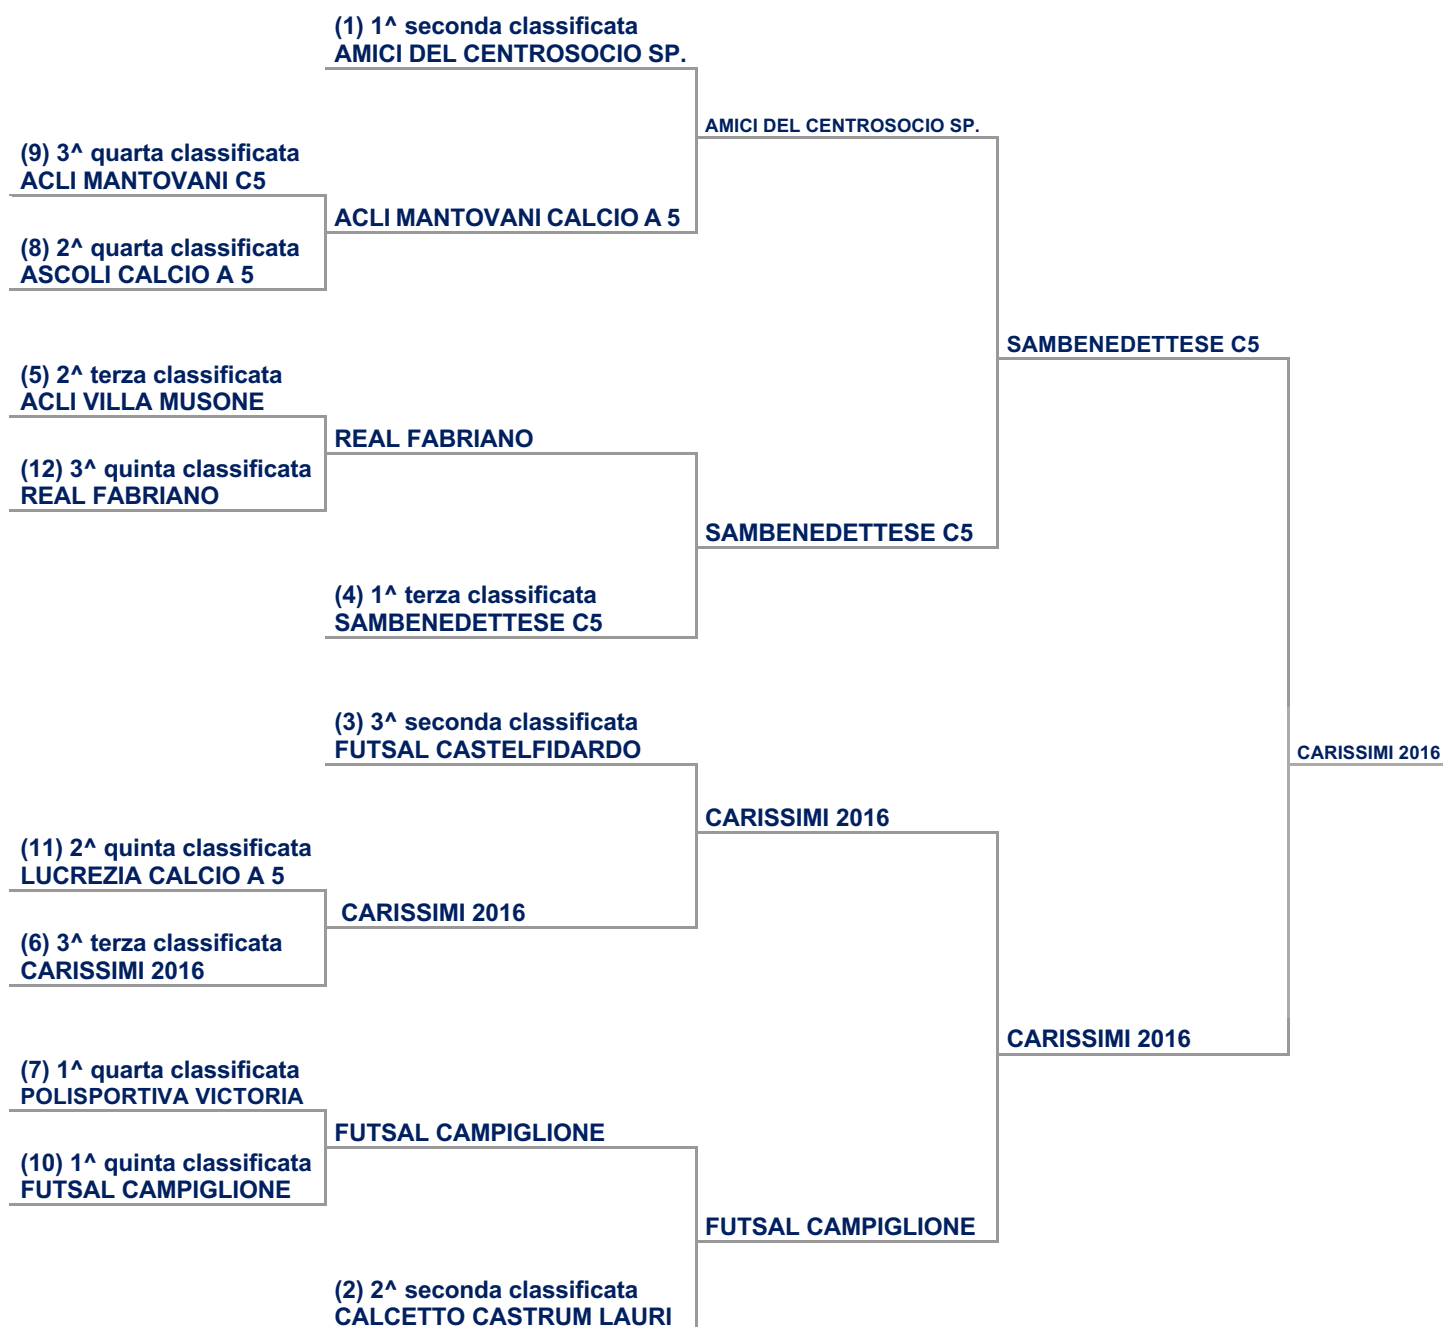 (1) 1^ seconda classificata
AMICI DEL CENTROSOCIO SP.
AMICI DEL CENTROSOCIO SP.
(9) 3^ quarta classificata
ACLI MANTOVANI C5
ACLI MANTOVANI CALCIO A 5
(8) 2^ quarta classificata
ASCOLI CALCIO A 5
SAMBENEDETTESE C5
(5) 2^ terza classificata
ACLI VILLA MUSONE
REAL FABRIANO
(12) 3^ quinta classificata
REAL FABRIANO
SAMBENEDETTESE C5
(4) 1^ terza classificata
SAMBENEDETTESE C5
(3) 3^ seconda classificata
FUTSAL CASTELFIDARDO
CARISSIMI 2016
CARISSIMI 2016
(11) 2^ quinta classificata
LUCREZIA CALCIO A 5
CARISSIMI 2016
(6) 3^ terza classificata
CARISSIMI 2016
CARISSIMI 2016
(7) 1^ quarta classificata
POLISPORTIVA VICTORIA
FUTSAL CAMPIGLIONE
(10) 1^ quinta classificata
FUTSAL CAMPIGLIONE
FUTSAL CAMPIGLIONE
(2) 2^ seconda classificata
CALCETTO CASTRUM LAURI